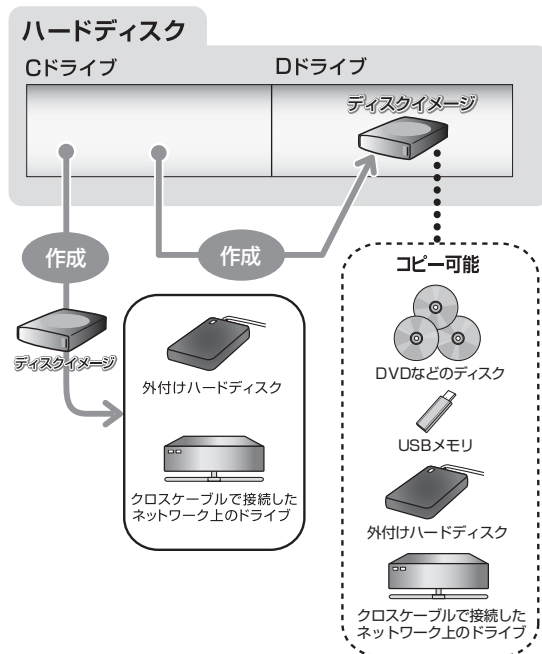 ハードディスク
Cドライブ
Dドライブ
ディスクイメージ
作成
作成
ディスクイメージ
外付けハードディスク
クロスケーブルで接続した
ネットワーク上のドライブ
コピー可能
DVDなどのディスク
USBメモリ
外付けハードディスク
クロスケーブルで接続した
ネットワーク上のドライブ